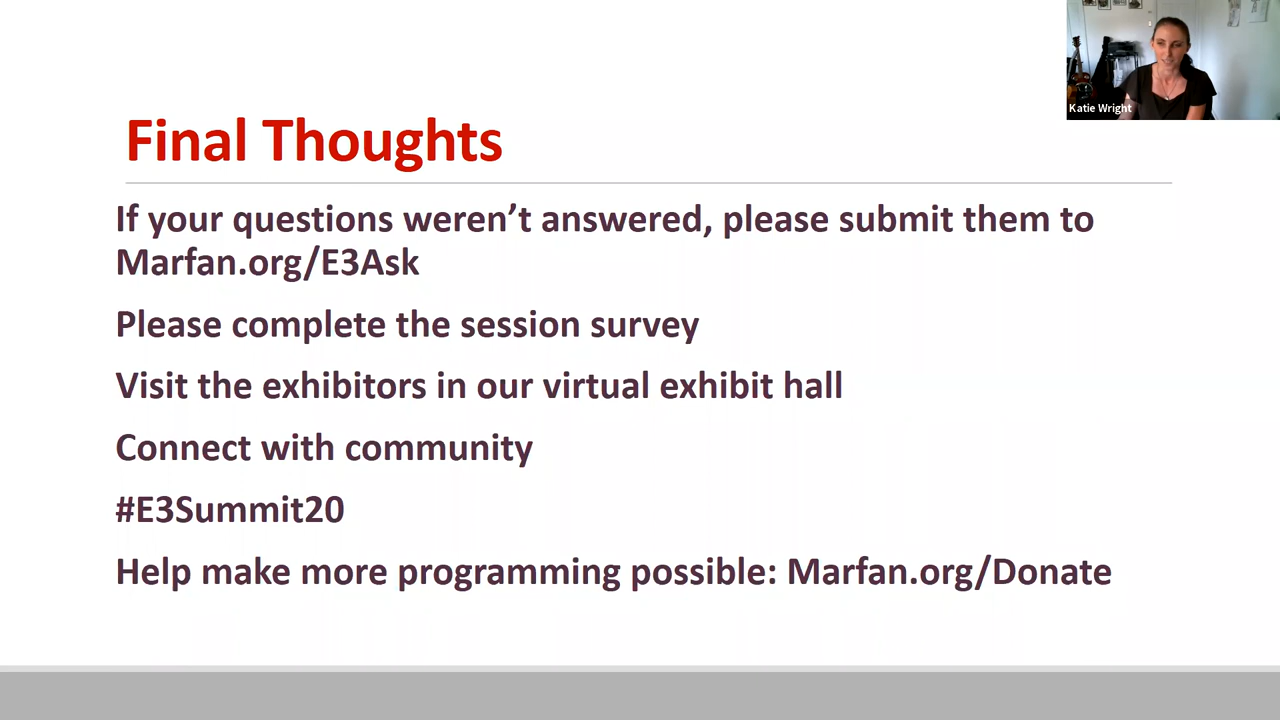 Katie Wright
Final Thoughts
If your questions weren’t answered, please submit them to
Marfan.org/E3Ask
Please complete the session survey
Visit the exhibitors in our virtual exhibit hall
Connect with community
#E3Summit20
Help make more programming possible: Marfan.org/Donate